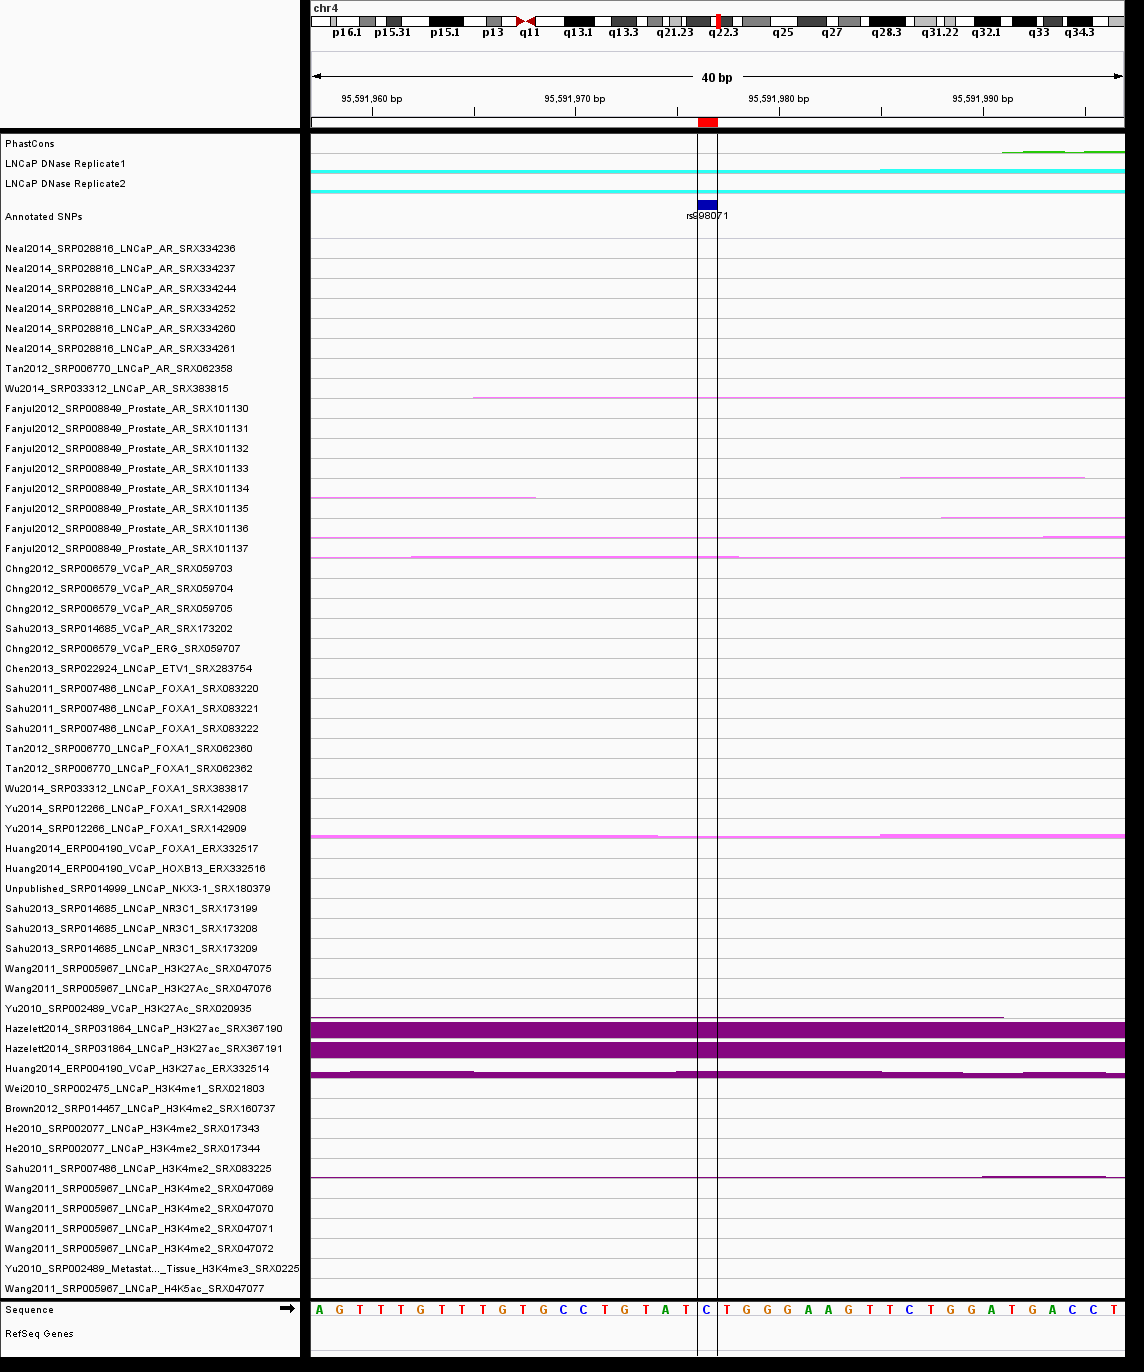 chr4
p16.1 p15.31 p15.1 p13 q11 q13.1 q13.3 q21.23 q22.3 q25 q27 q28.3 q31.22 q32.1 q33 q34.3
40 bp
95,591,960 bp 95,591,970 bp 95,591,980 bp 95,591,990 bp
PhastCons
LNCaP DNase Replicate1
LNCaP DNase Replicate2
Annotated SNPs
rs998071
Neal2014_SRP028816_LNCaP_AR_SRX334236
Neal2014_SRP028816_LNCaP_AR_SRX334237
Neal2014_SRP028816_LNCaP_AR_SRX334244
Neal2014_SRP028816_LNCaP_AR_SRX334252
Neal2014_SRP028816_LNCaP_AR_SRX334260
Neal2014_SRP028816_LNCaP_AR_SRX334261
Tan2012_SRP006770_LNCaP_AR_SRX062358
Wu2014_SRP033312_LNCaP_AR_SRX383815
Fanjul2012_SRP008849_Prostate_AR_SRX101130
Fanjul2012_SRP008849_Prostate_AR_SRX101131
Fanjul2012_SRP008849_Prostate_AR_SRX101132
Fanjul2012_SRP008849_Prostate_AR_SRX101133
Fanjul2012_SRP008849_Prostate_AR_SRX101134
Fanjul2012_SRP008849_Prostate_AR_SRX101135
Fanjul2012_SRP008849_Prostate_AR_SRX101136
Fanjul2012_SRP008849_Prostate_AR_SRX101137
Chng2012_SRP006579_VCaP_AR_SRX059703
Chng2012_SRP006579_VCaP_AR_SRX059704
Chng2012_SRP006579_VCaP_AR_SRX059705
Sahu2013_SRP014685_VCaP_AR_SRX173202
Chng2012_SRP006579_VCaP_ERG_SRX059707
Chen2013_SRP022924_LNCaP_ETV1_SRX283754
Sahu2011_SRP007486_LNCaP_FOXA1_SRX083220
Sahu2011_SRP007486_LNCaP_FOXA1_SRX083221
Sahu2011_SRP007486_LNCaP_FOXA1_SRX083222
Tan2012_SRP006770_LNCaP_FOXA1_SRX062360
Tan2012_SRP006770_LNCaP_FOXA1_SRX062362
Wu2014_SRP033312_LNCaP_FOXA1_SRX383817
Yu2014_SRP012266_LNCaP_FOXA1_SRX142908
Yu2014_SRP012266_LNCaP_FOXA1_SRX142909
Huang2014_ERP004190_VCaP_FOXA1_ERX332517
Huang2014_ERP004190_VCaP_HOXB13_ERX332516
Unpublished_SRP014999_LNCaP_NKX3-1_SRX180379
Sahu2013_SRP014685_LNCaP_NR3C1_SRX173199
Sahu2013_SRP014685_LNCaP_NR3C1_SRX173208
Sahu2013_SRP014685_LNCaP_NR3C1_SRX173209
Wang2011_SRP005967_LNCaP_H3K27Ac_SRX047075
Wang2011_SRP005967_LNCaP_H3K27Ac_SRX047076
Yu2010_SRP002489_VCaP_H3K27Ac_SRX020935
Hazelett2014_SRP031864_LNCaP_H3K27ac_SRX367190
Hazelett2014_SRP031864_LNCaP_H3K27ac_SRX367191
Huang2014_ERP004190_VCaP_H3K27ac_ERX332514
Wei2010_SRP002475_LNCaP_H3K4me1_SRX021803
Brown2012_SRP014457_LNCaP_H3K4me2_SRX160737
He2010_SRP002077_LNCaP_H3K4me2_SRX017343
He2010_SRP002077_LNCaP_H3K4me2_SRX017344
Sahu2011_SRP007486_LNCaP_H3K4me2_SRX083225
Wang2011_SRP005967_LNCaP_H3K4me2_SRX047069
Wang2011_SRP005967_LNCaP_H3K4me2_SRX047070
Wang2011_SRP005967_LNCaP_H3K4me2_SRX047071
Wang2011_SRP005967_LNCaP_H3K4me2_SRX047072
Yu2010_SRP002489_Metastat..._Tissue_H3K4me3_SRX0225
Wang2011_SRP005967_LNCaP_H4K5ac_SRX047077
Sequence A G T T T G T T T G T G C C T G T A T C T G G G A A G T T C T G G A T G A C C T
RefSeq Genes